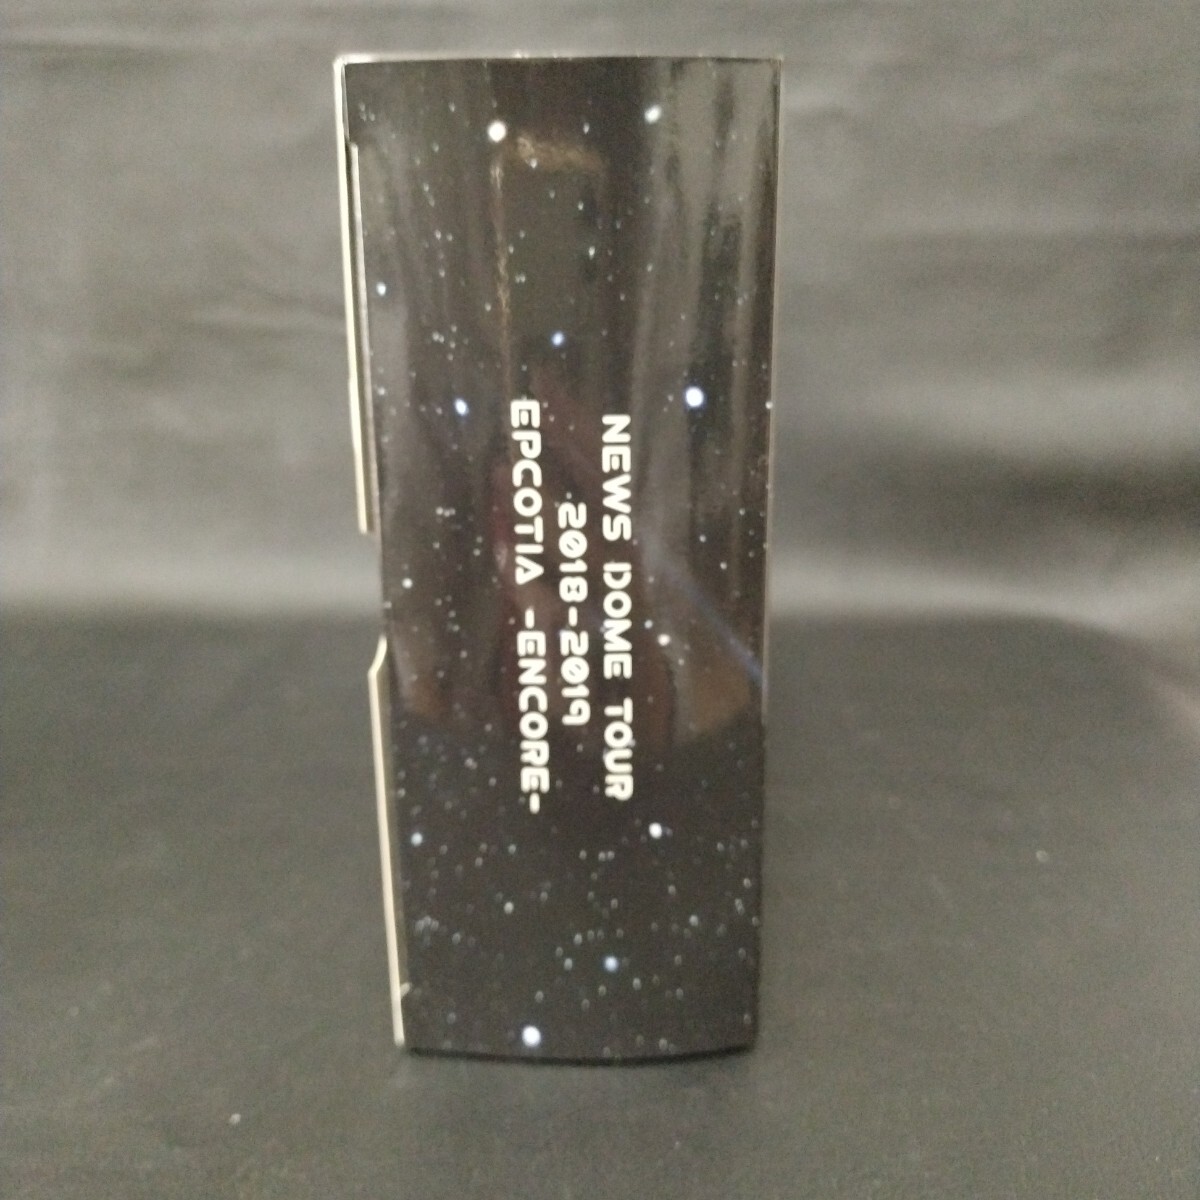 NEWS DOME TOUR
2018-2019
EPCOTIA -ENCORE-